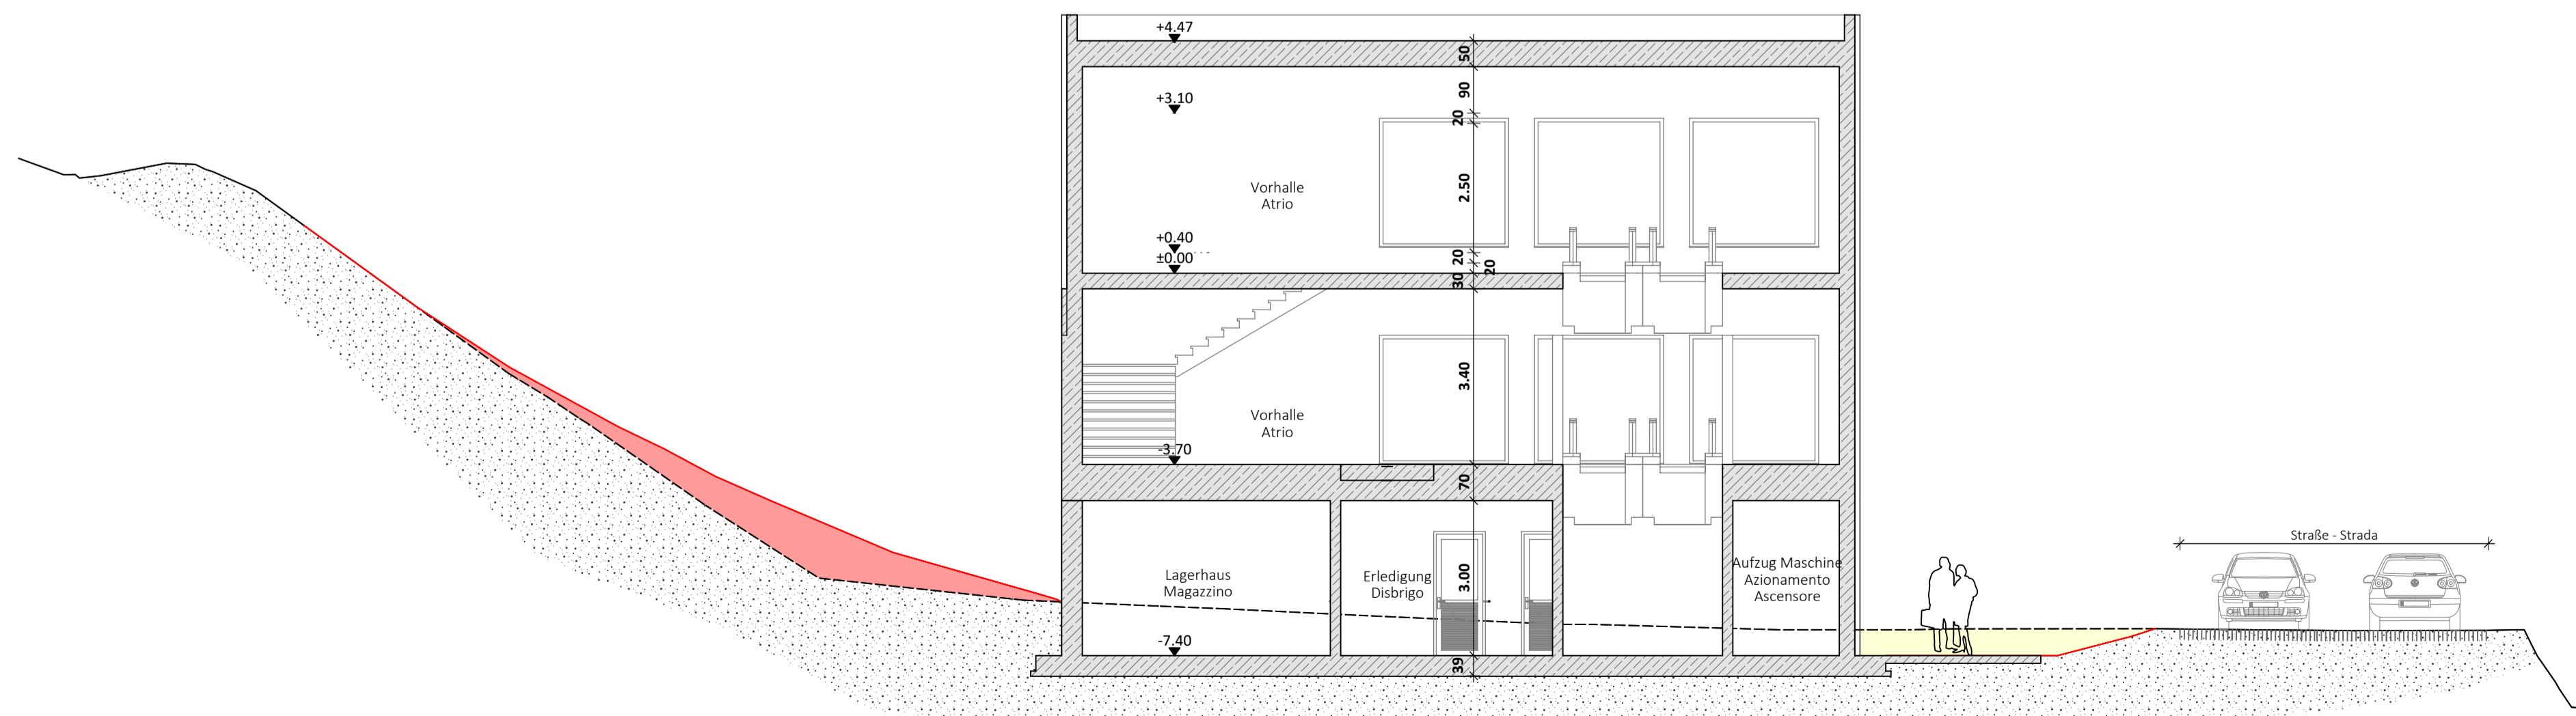 +4.47
50
90
+3.10
20
2.50
Vorhalle
Atrio
+0.40
±0.00
20
20
30
3.40
Vorhalle
Atrio
-3.70
70
Straße - Strada
Lagerhaus
Magazzino
Erledigung
Disbrigo
3.00
Aufzug Maschine
Azionamento
Ascensore
-7.40
39